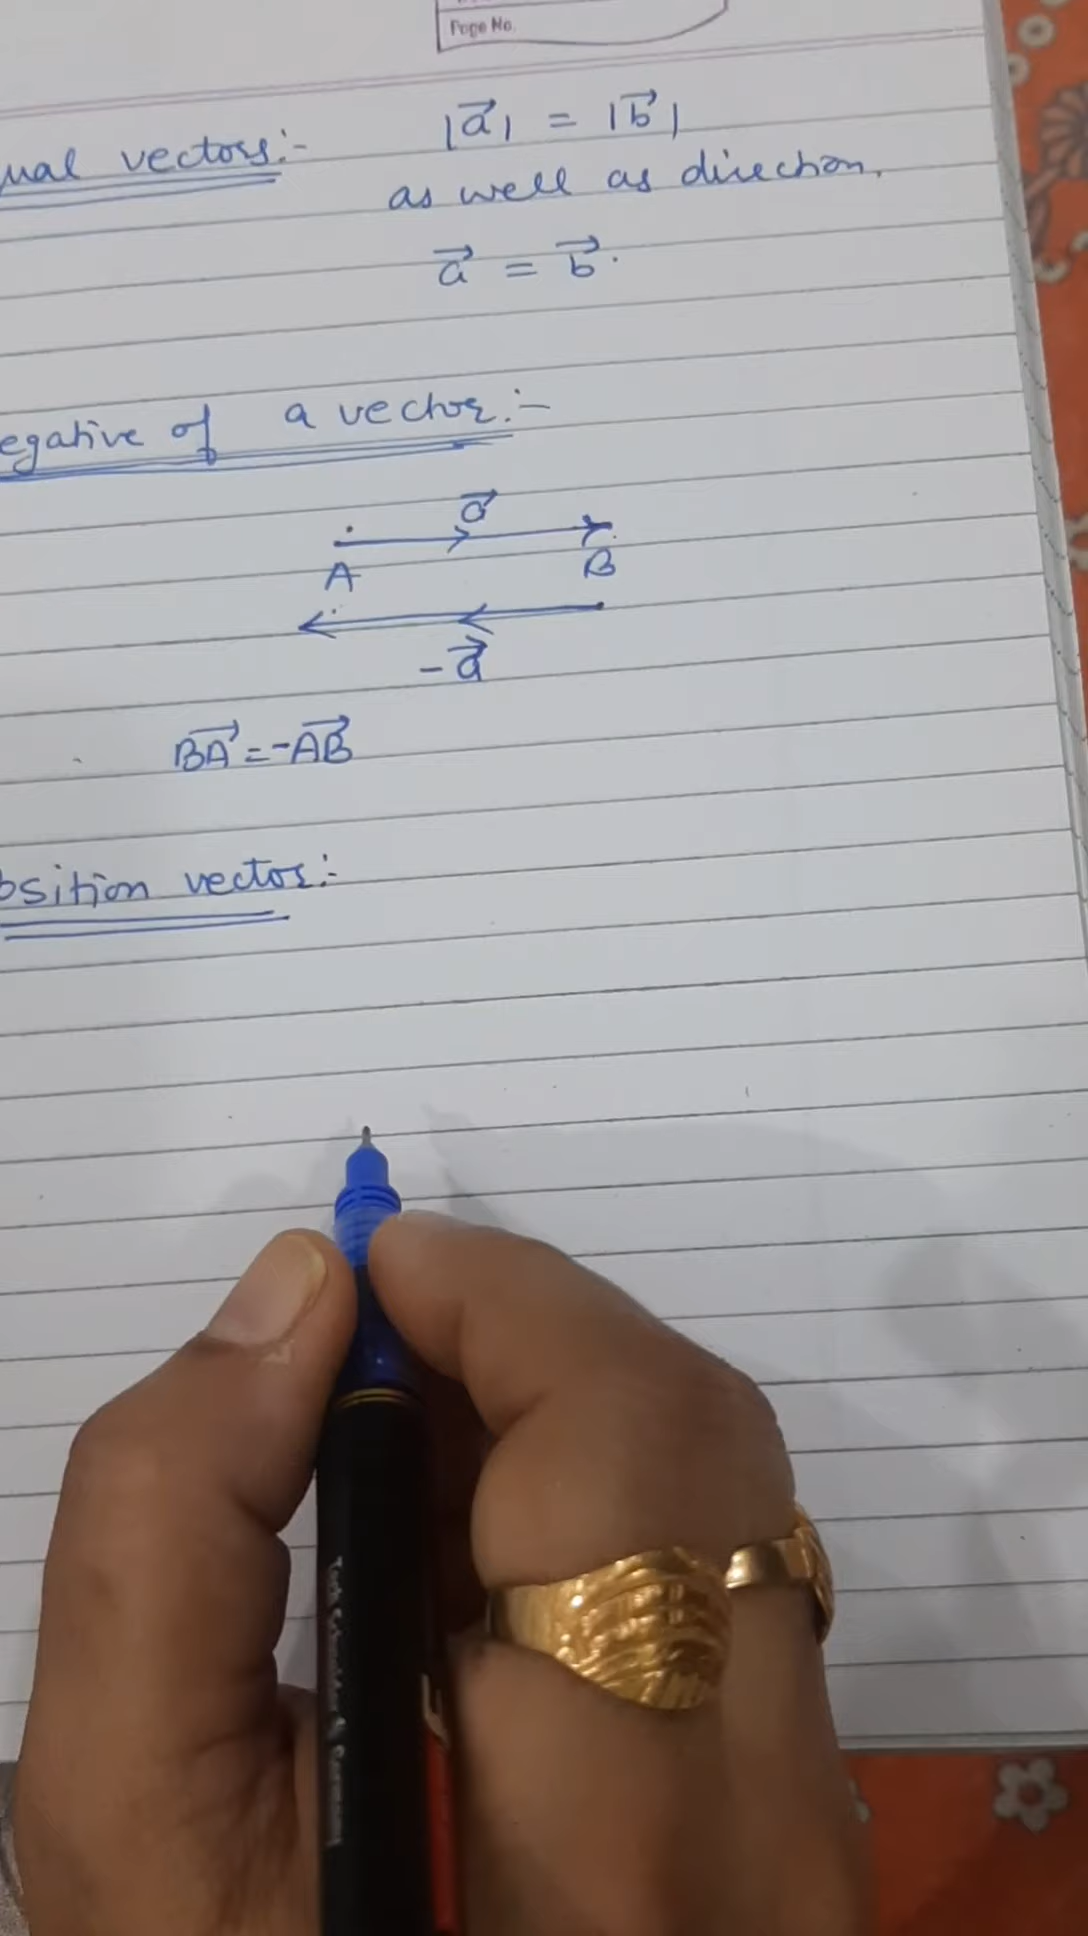 Page No.
ual vectors:-
|a⃗| = |b⃗|
as well as direction.
a⃗ = b⃗.
egative of a vector:-
a⃗
A B
-a⃗
BA⃗ = -AB⃗
osition vector:-